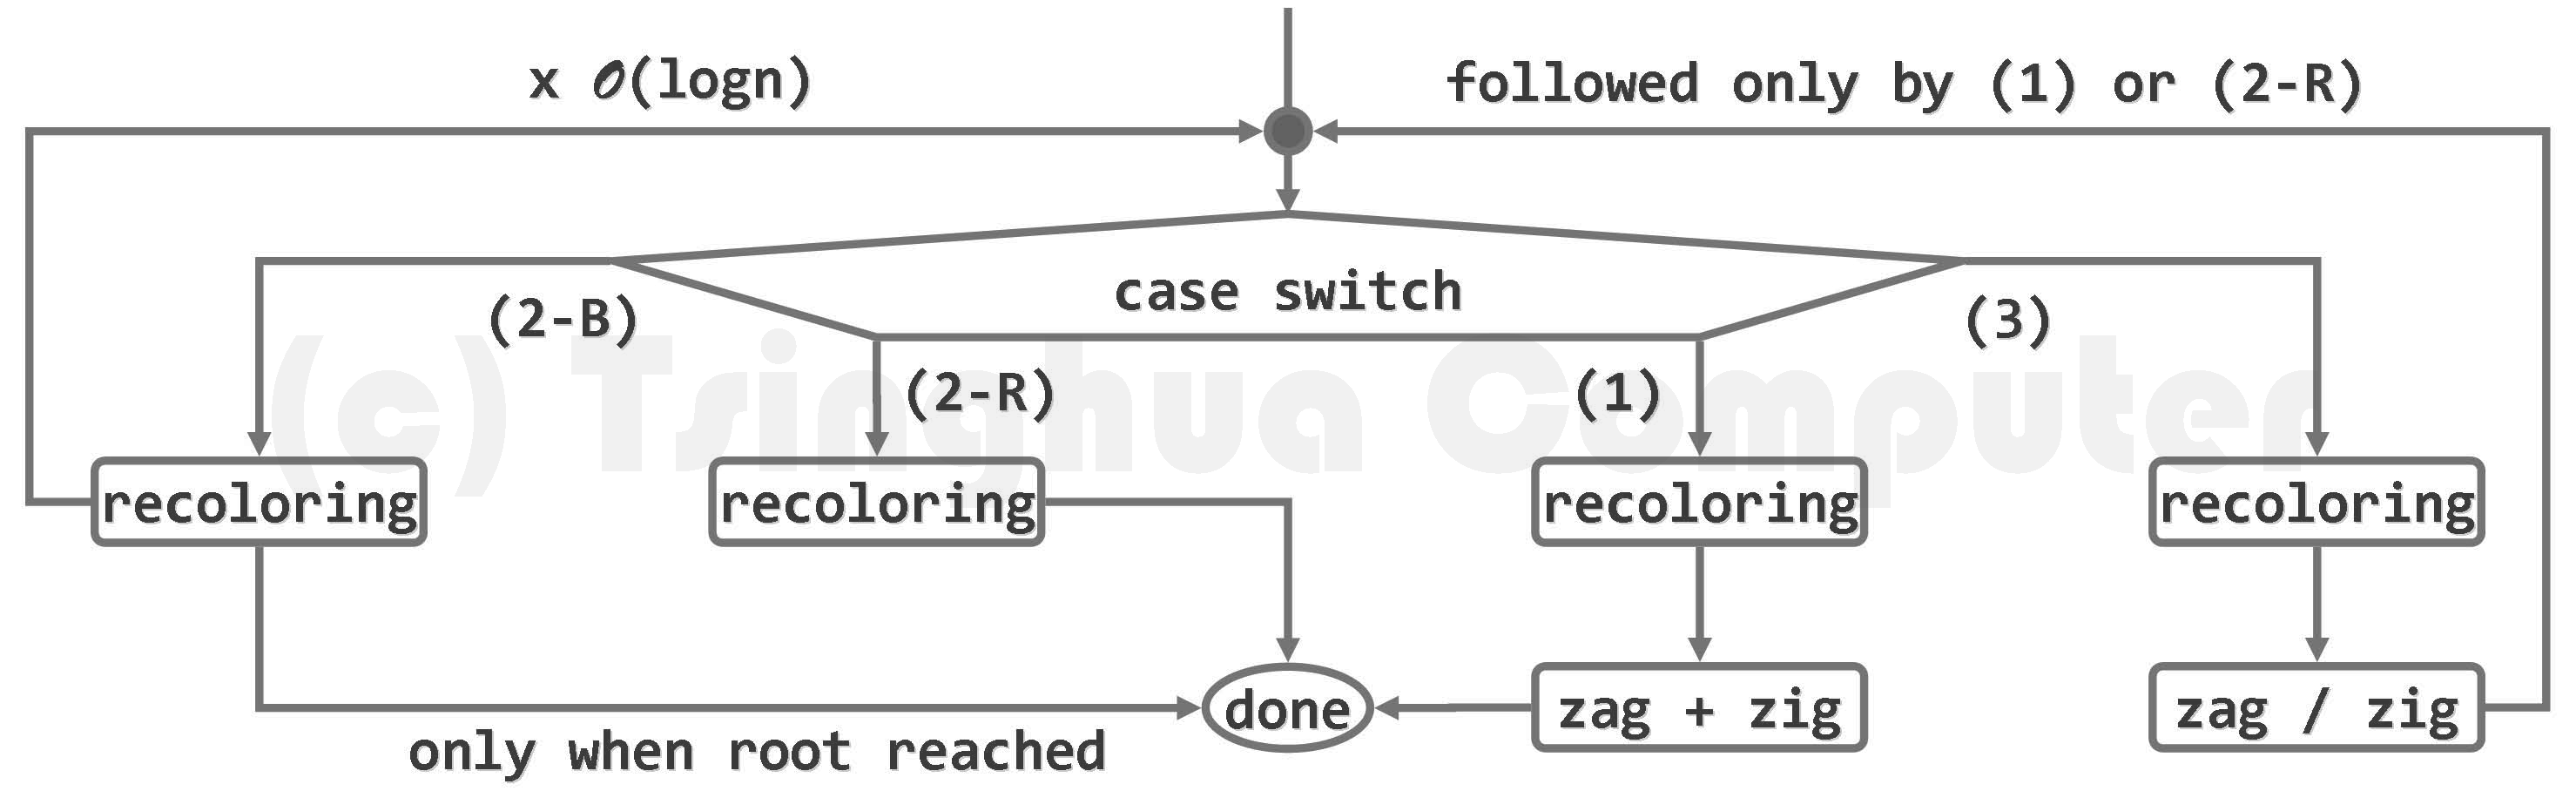 x O(logn)
followed only by (1) or (2-R)
case switch
(2-B)
(3)
(2-R)
(1)
(c) Tsinghua Computer
recoloring
recoloring
recoloring
recoloring
done
zag + zig
zag / zig
only when root reached